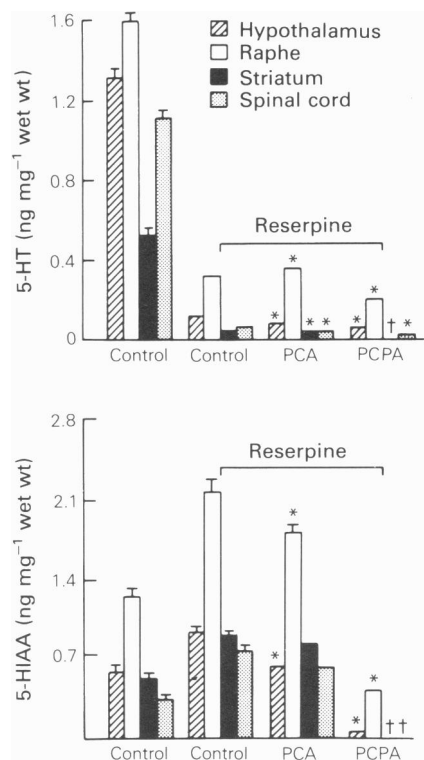 Hypothalamus
Raphe
Striatum
Spinal cord
5-HT (ng mg⁻¹ wet wt)
1.6
1.2
0.8
0.4
0
Reserpine
*
* * *
* * † *
Control Control PCA PCPA
5-HIAA (ng mg⁻¹ wet wt)
2.8
2.1
1.4
0.7
Reserpine
*
* *
* † †
Control Control PCA PCPA